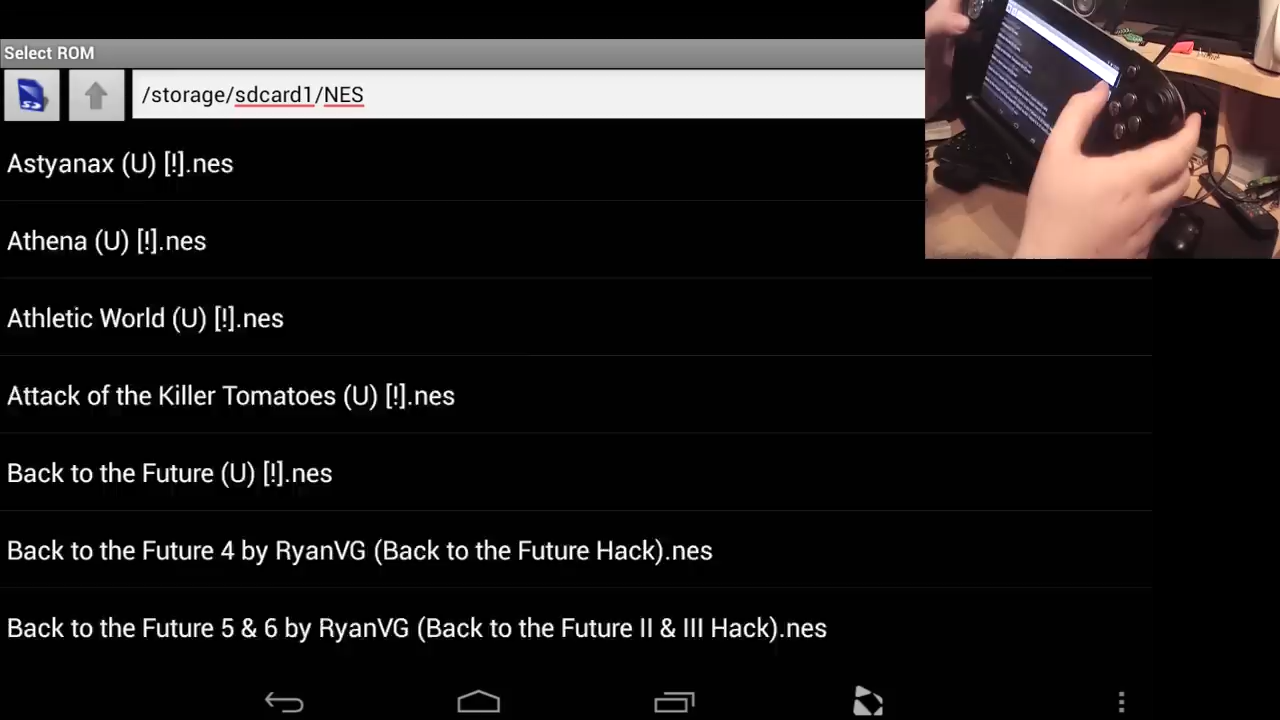 Select ROM
/storage/sdcard1/NES
Astyanax (U) [!].nes
Athena (U) [!].nes
Athletic World (U) [!].nes
Attack of the Killer Tomatoes (U) [!].nes
Back to the Future (U) [!].nes
Back to the Future 4 by RyanVG (Back to the Future Hack).nes
Back to the Future 5 & 6 by RyanVG (Back to the Future II & III Hack).nes